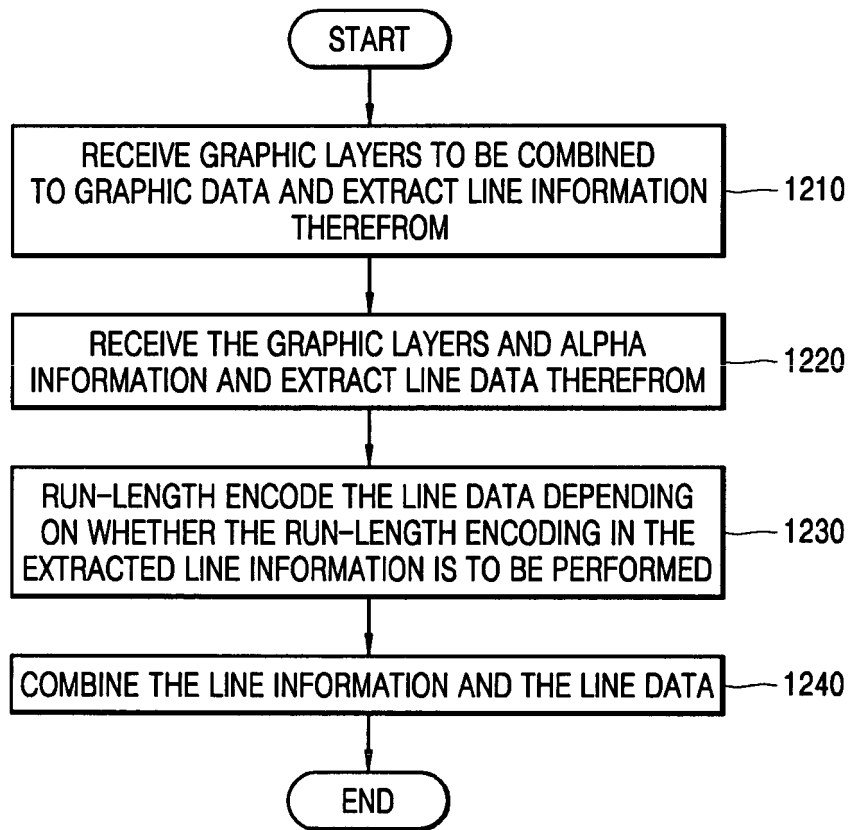 START
RECEIVE GRAPHIC LAYERS TO BE COMBINED
TO GRAPHIC DATA AND EXTRACT LINE INFORMATION
THEREFROM
1210
RECEIVE THE GRAPHIC LAYERS AND ALPHA
INFORMATION AND EXTRACT LINE DATA THEREFROM
1220
RUN-LENGTH ENCODE THE LINE DATA DEPENDING
ON WHETHER THE RUN-LENGTH ENCODING IN THE
EXTRACTED LINE INFORMATION IS TO BE PERFORMED
1230
COMBINE THE LINE INFORMATION AND THE LINE DATA
1240
END